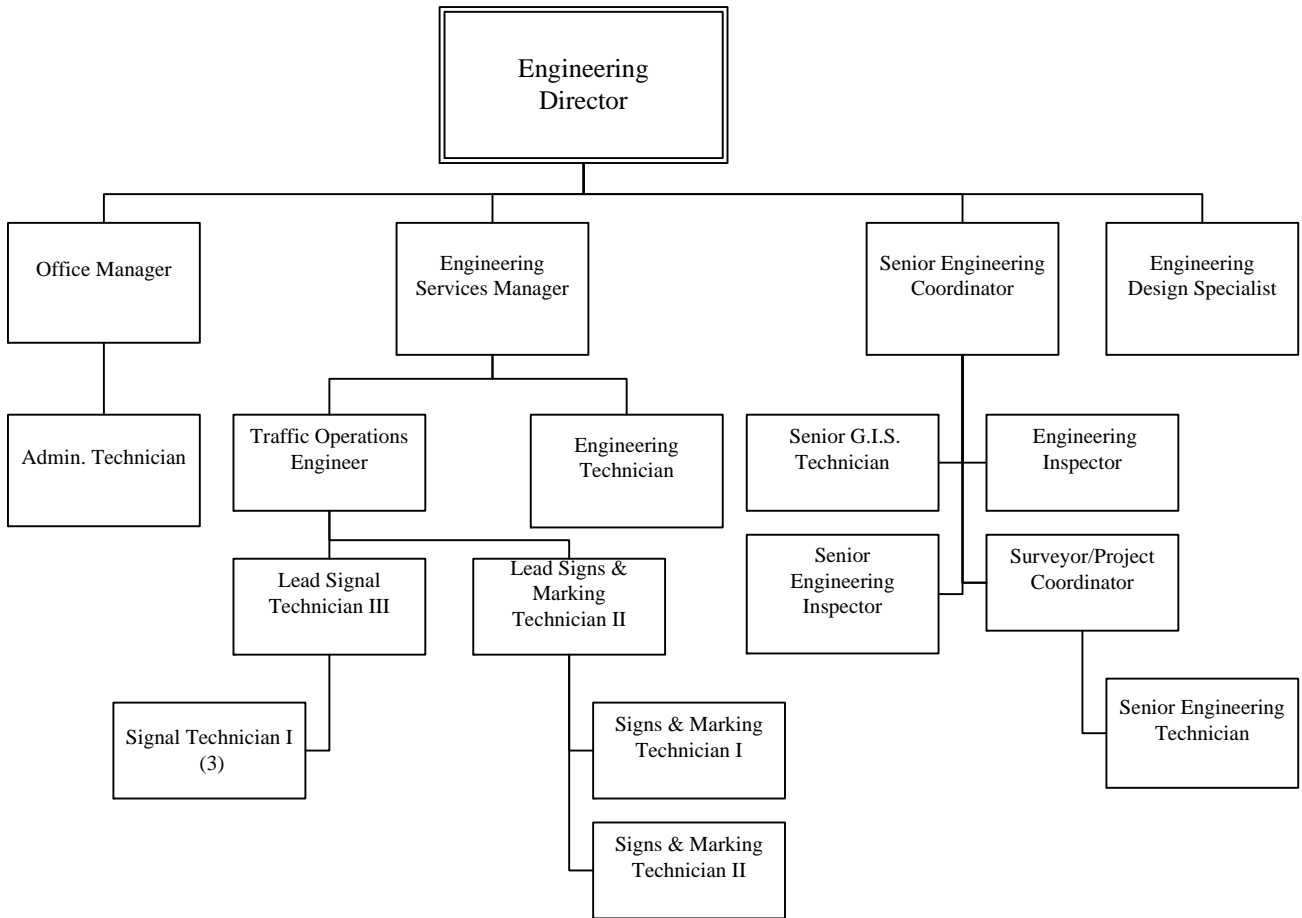 Engineering
Director
Office Manager
Engineering
Services Manager
Senior Engineering
Coordinator
Engineering
Design Specialist
Admin. Technician
Traffic Operations
Engineer
Engineering
Technician
Senior G.I.S.
Technician
Engineering
Inspector
Lead Signal
Technician III
Lead Signs &
Marking
Technician II
Senior
Engineering
Inspector
Surveyor/Project
Coordinator
Signal Technician I
(3)
Signs & Marking
Technician I
Senior Engineering
Technician
Signs & Marking
Technician II